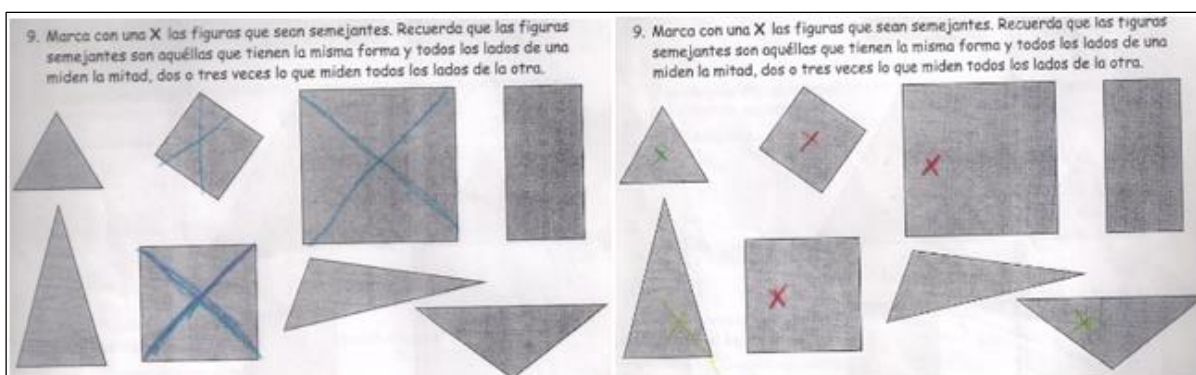 9. Marca con una X las figuras que sean semejantes. Recuerda que las figuras
semejantes son aquéllas que tienen la misma forma y todos los lados de una
miden la mitad, dos o tres veces lo que miden todos los lados de la otra.
9. Marca con una X las figuras que sean semejantes. Recuerda que las figuras
semejantes son aquéllas que tienen la misma forma y todos los lados de una
miden la mitad, dos o tres veces lo que miden todos los lados de la otra.